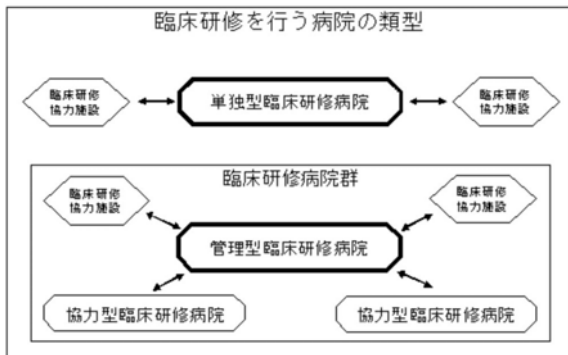 臨床研修を行う病院の類型
臨床研修
協力施設
単独型臨床研修病院
臨床研修
協力施設
臨床研修病院群
臨床研修
協力施設
臨床研修
協力施設
管理型臨床研修病院
協力型臨床研修病院
協力型臨床研修病院